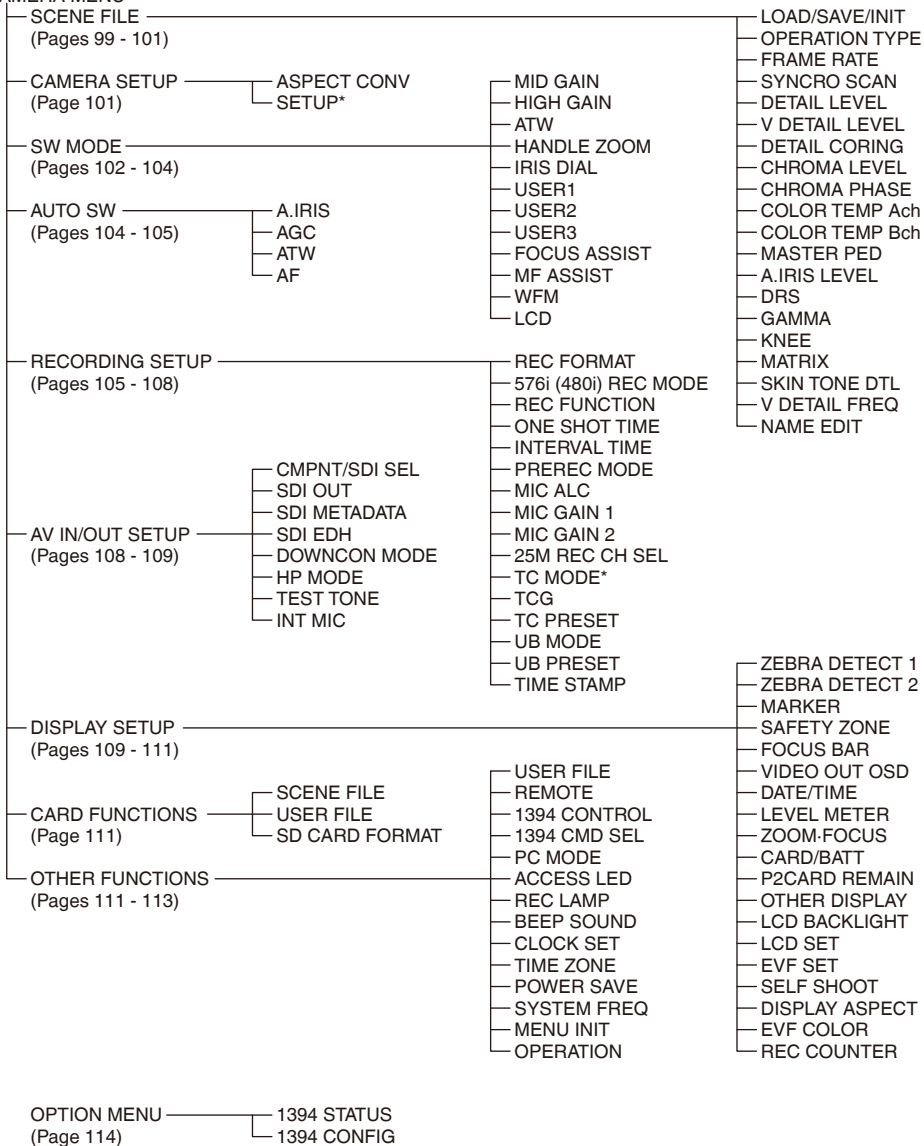 SCENE FILE
(Pages 99 - 101)
LOAD/SAVE/INIT
OPERATION TYPE
FRAME RATE
SYNCRO SCAN
DETAIL LEVEL
V DETAIL LEVEL
DETAIL CORING
CHROMA LEVEL
CHROMA PHASE
COLOR TEMP Ach
COLOR TEMP Bch
MASTER PED
A.IRIS LEVEL
DRS
GAMMA
KNEE
MATRIX
SKIN TONE DTL
V DETAIL FREQ
NAME EDIT
CAMERA SETUP
(Page 101)
ASPECT CONV
SETUP*
SW MODE
(Pages 102 - 104)
MID GAIN
HIGH GAIN
ATW
HANDLE ZOOM
IRIS DIAL
USER1
USER2
USER3
FOCUS ASSIST
MF ASSIST
WFM
LCD
AUTO SW
(Pages 104 - 105)
A.IRIS
AGC
ATW
AF
RECORDING SETUP
(Pages 105 - 108)
REC FORMAT
576i (480i) REC MODE
REC FUNCTION
ONE SHOT TIME
INTERVAL TIME
PREREC MODE
MIC ALC
MIC GAIN 1
MIC GAIN 2
25M REC CH SEL
TC MODE*
TCG
TC PRESET
UB MODE
UB PRESET
TIME STAMP
AV IN/OUT SETUP
(Pages 108 - 109)
CMPNT/SDI SEL
SDI OUT
SDI METADATA
SDI EDH
DOWNCON MODE
HP MODE
TEST TONE
INT MIC
DISPLAY SETUP
(Pages 109 - 111)
ZEBRA DETECT 1
ZEBRA DETECT 2
MARKER
SAFETY ZONE
FOCUS BAR
VIDEO OUT OSD
DATE/TIME
LEVEL METER
ZOOM·FOCUS
CARD/BATT
P2CARD REMAIN
OTHER DISPLAY
LCD BACKLIGHT
LCD SET
EVF SET
SELF SHOOT
DISPLAY ASPECT
EVF COLOR
REC COUNTER
CARD FUNCTIONS
(Page 111)
SCENE FILE
USER FILE
SD CARD FORMAT
OTHER FUNCTIONS
(Pages 111 - 113)
USER FILE
REMOTE
1394 CONTROL
1394 CMD SEL
PC MODE
ACCESS LED
REC LAMP
BEEP SOUND
CLOCK SET
TIME ZONE
POWER SAVE
SYSTEM FREQ
MENU INIT
OPERATION
OPTION MENU
(Page 114)
1394 STATUS
1394 CONFIG